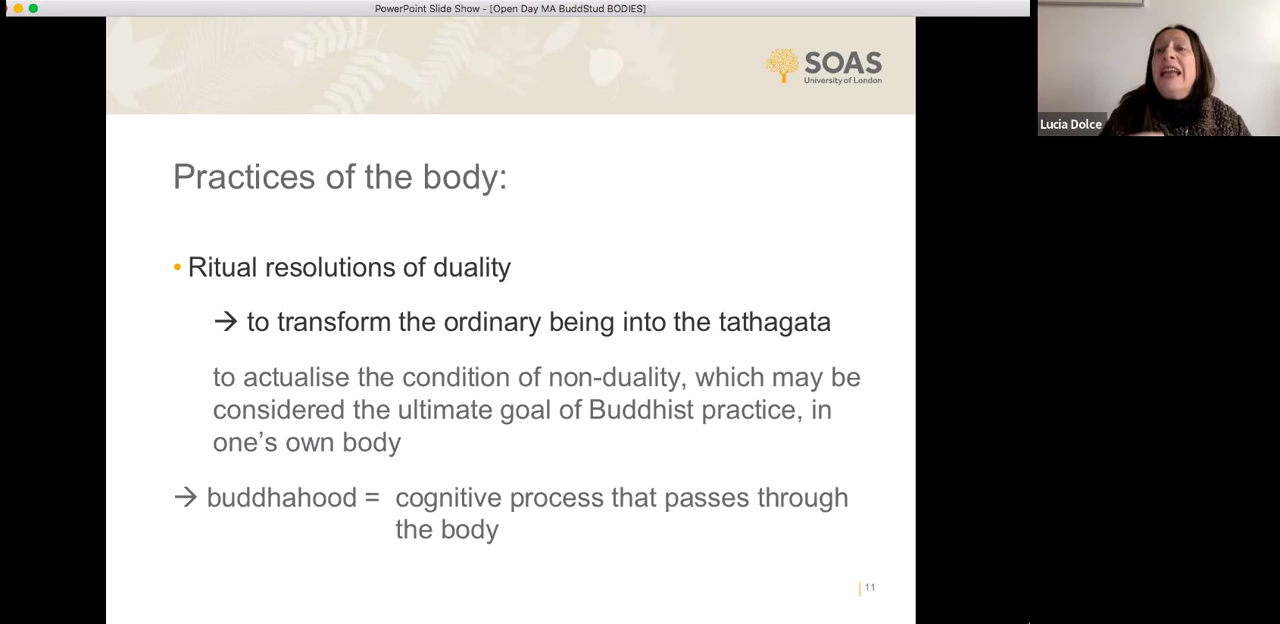 PowerPoint Slide Show - [Open Day MA BuddStud BODIES]
SOAS
University of London
Lucia Dolce
Practices of the body:
• Ritual resolutions of duality
→ to transform the ordinary being into the tathagata
to actualise the condition of non-duality, which may be
considered the ultimate goal of Buddhist practice, in
one’s own body
→ buddhahood = cognitive process that passes through
the body
11